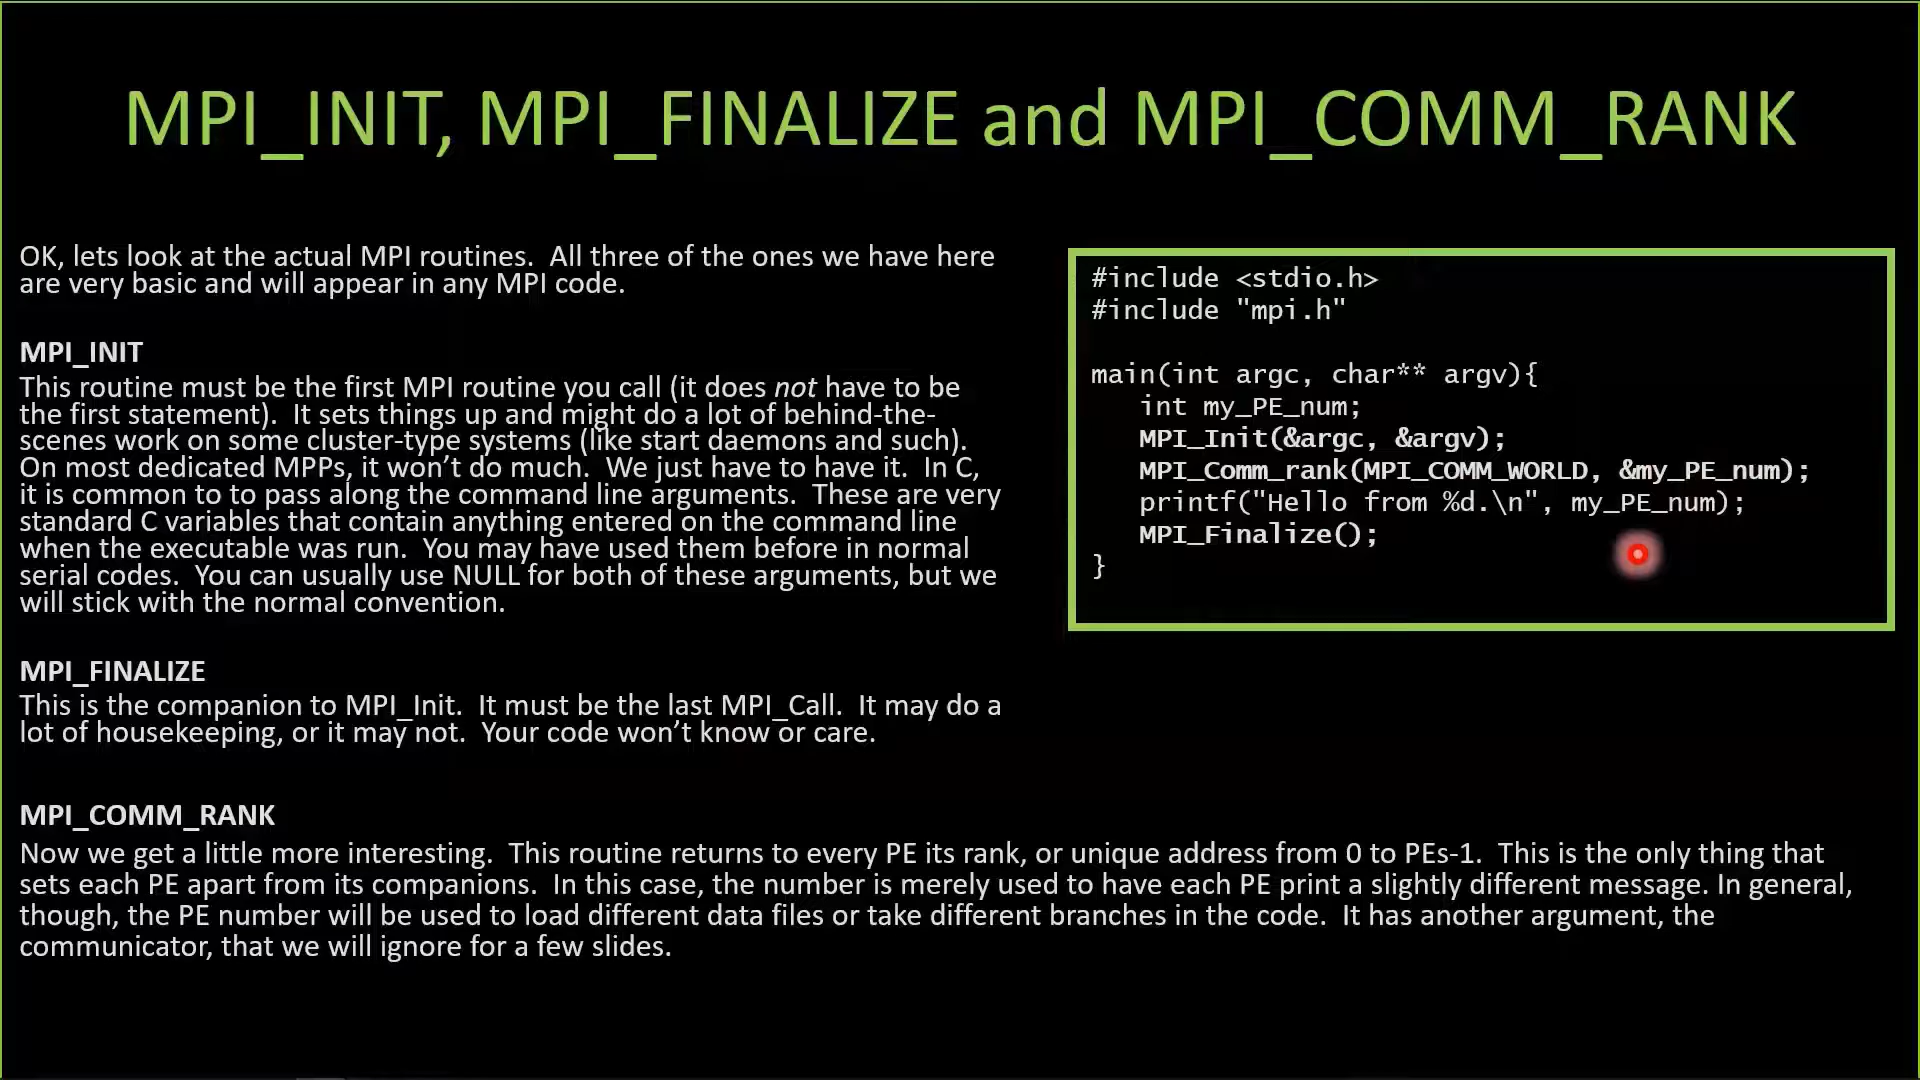 MPI_INIT, MPI_FINALIZE and MPI_COMM_RANK
OK, lets look at the actual MPI routines.  All three of the ones we have here
are very basic and will appear in any MPI code.
MPI_INIT
This routine must be the first MPI routine you call (it does not have to be
the first statement).  It sets things up and might do a lot of behind-the-
scenes work on some cluster-type systems (like start daemons and such).
On most dedicated MPPs, it won’t do much.  We just have to have it.  In C,
it is common to to pass along the command line arguments.  These are very
standard C variables that contain anything entered on the command line
when the executable was run.  You may have used them before in normal
serial codes.  You can usually use NULL for both of these arguments, but we
will stick with the normal convention.
MPI_FINALIZE
This is the companion to MPI_Init.  It must be the last MPI_Call.  It may do a
lot of housekeeping, or it may not.  Your code won’t know or care.
MPI_COMM_RANK
Now we get a little more interesting.  This routine returns to every PE its rank, or unique address from 0 to PEs-1.  This is the only thing that
sets each PE apart from its companions.  In this case, the number is merely used to have each PE print a slightly different message. In general,
though, the PE number will be used to load different data files or take different branches in the code.  It has another argument, the
communicator, that we will ignore for a few slides.
#include <stdio.h>
#include "mpi.h"
main(int argc, char** argv){
int my_PE_num;
MPI_Init(&argc, &argv);
MPI_Comm_rank(MPI_COMM_WORLD, &my_PE_num);
printf("Hello from %d.\n", my_PE_num);
MPI_Finalize();
}